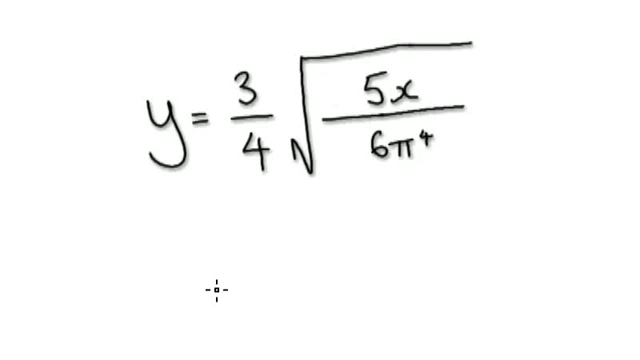 y = 3/4 √(5x / 6π⁴)